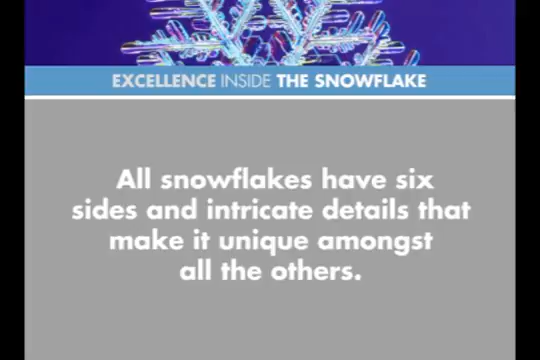 EXCELLENCE INSIDE THE SNOWFLAKE
All snowflakes have six
sides and intricate details that
make it unique amongst
all the others.